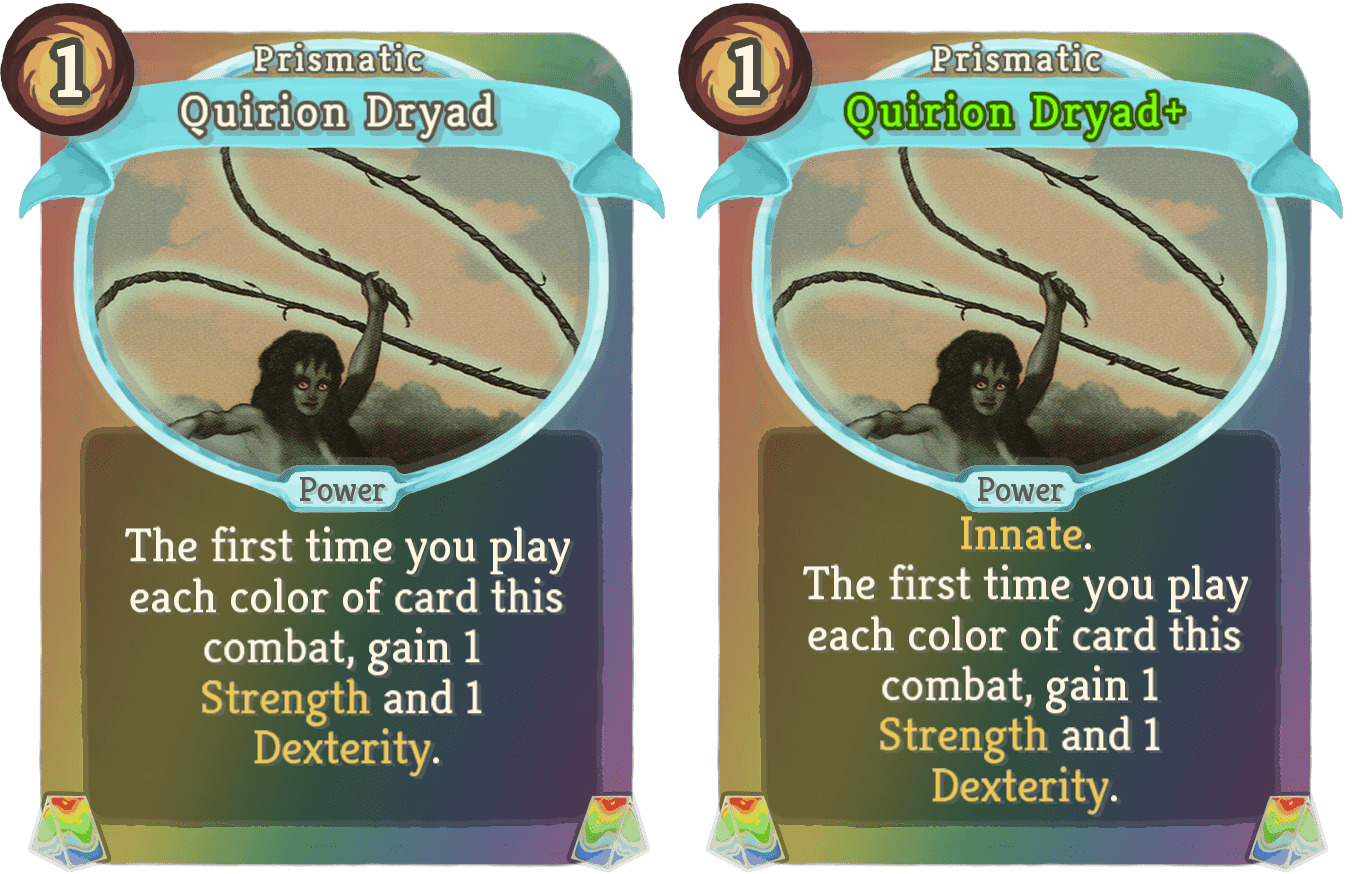 1
Prismatic
Quirion Dryad
Power
The first time you play
each color of card this
combat, gain 1
Strength and 1
Dexterity.
1
Prismatic
Quirion Dryad+
Power
Innate.
The first time you play
each color of card this
combat, gain 1
Strength and 1
Dexterity.